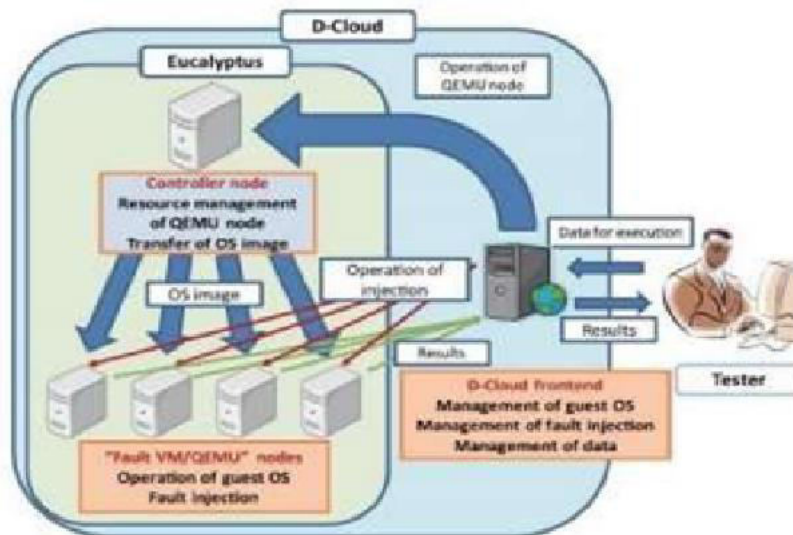 D-Cloud
Eucalyptus
Operation of
QEMU node
Controller node
Resource management
of QEMU node
Transfer of OS image
Data for execution
Operation of
injection
OS image
Results
Results
Tester
D-Cloud frontend
Management of guest OS
Management of fault injection
Management of data
"Fault VM/QEMU" nodes
Operation of guest OS
Fault injection